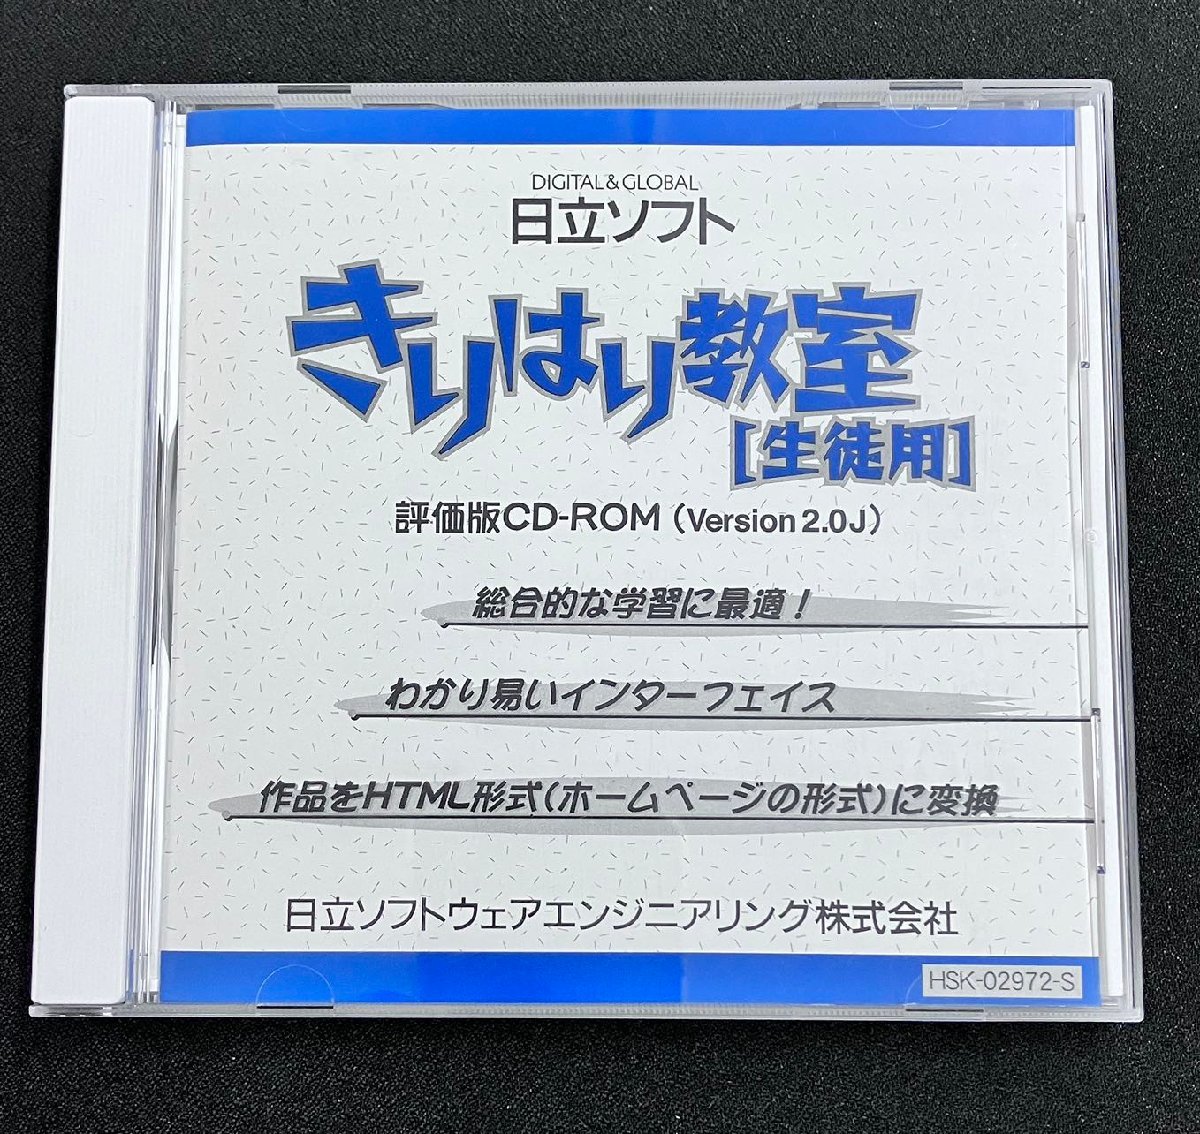 DIGITAL&GLOBAL
日立ソフト
きりはり教室
[生徒用]
評価版CD-ROM (Version 2.0J)
総合的な学習に最適!
わかり易いインターフェイス
作品をHTML形式(ホームページの形式)に変換
日立ソフトウェアエンジニアリング株式会社
HSK-02972-S